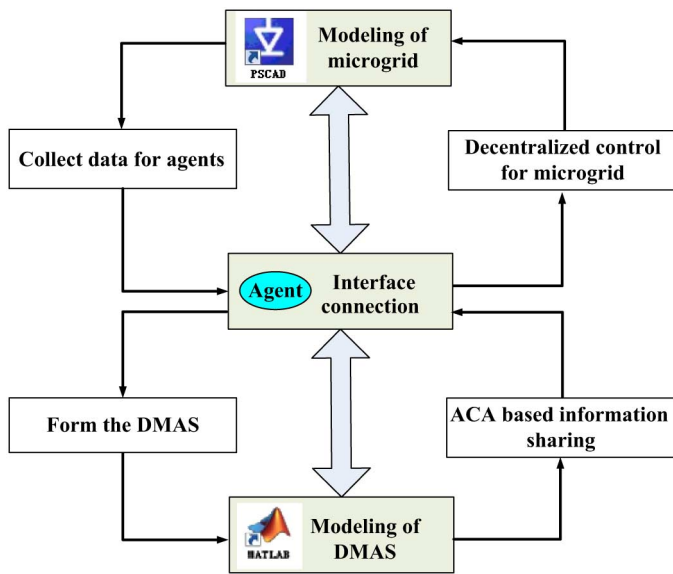 Modeling of
microgrid
PSCAD
Collect data for agents
Decentralized control
for microgrid
Agent
Interface
connection
Form the DMAS
ACA based information
sharing
Modeling of
DMAS
MATLAB